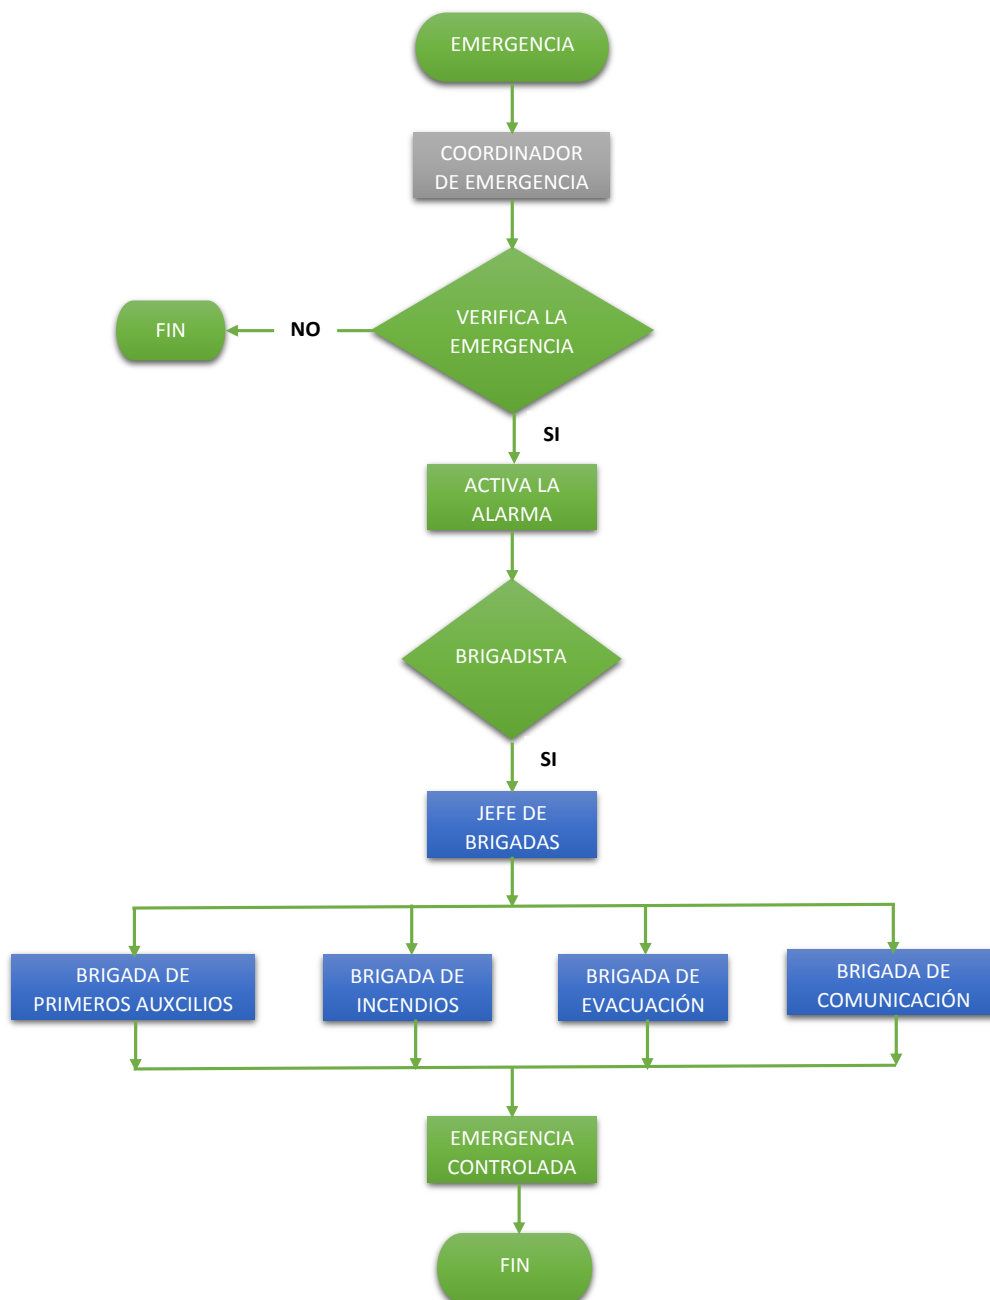 EMERGENCIA
COORDINADOR
DE EMERGENCIA
VERIFICA LA
EMERGENCIA
NO
FIN
SI
ACTIVA LA
ALARMA
BRIGADISTA
SI
JEFE DE
BRIGADAS
BRIGADA DE
PRIMEROS AUXCILIOS
BRIGADA DE
INCENDIOS
BRIGADA DE
EVACUACIÓN
BRIGADA DE
COMUNICACIÓN
EMERGENCIA
CONTROLADA
FIN